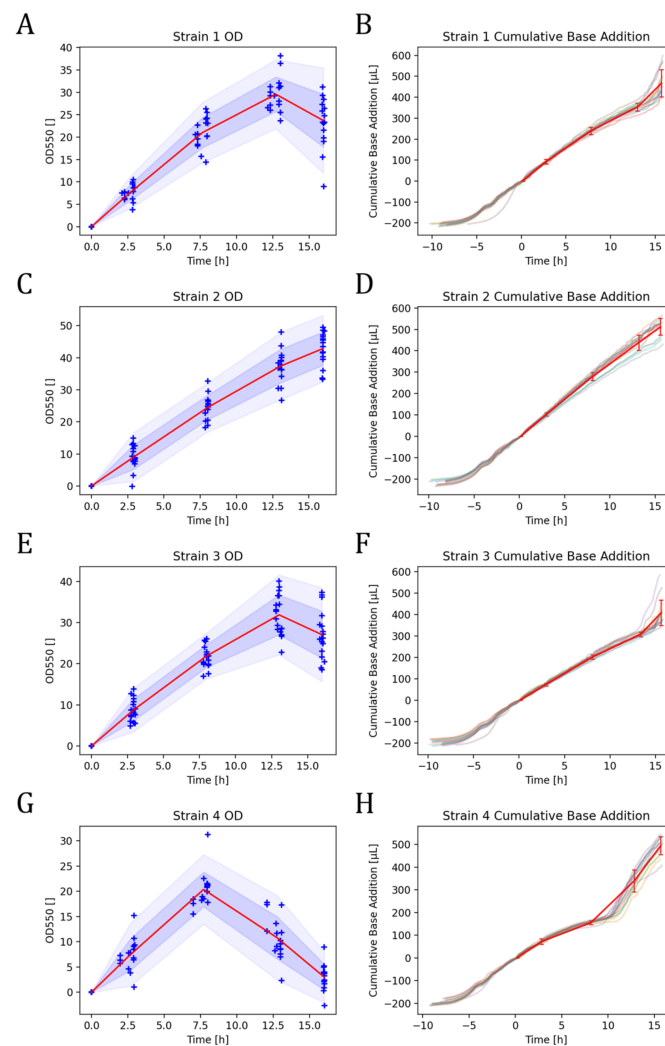 A
Strain 1 OD
OD550 []
40
35
30
25
20
15
10
5
0
0.0 2.5 5.0 7.5 10.0 12.5 15.0
Time [h]
B
Strain 1 Cumulative Base Addition
Cumulative Base Addition [µL]
600
500
400
300
200
100
0
−100
−200
−10 −5 0 5 10 15
Time [h]
C
Strain 2 OD
OD550 []
50
40
30
20
10
0
0.0 2.5 5.0 7.5 10.0 12.5 15.0
Time [h]
D
Strain 2 Cumulative Base Addition
Cumulative Base Addition [µL]
600
500
400
300
200
100
0
−100
−200
−10 −5 0 5 10 15
Time [h]
E
Strain 3 OD
OD550 []
40
30
20
10
0
0.0 2.5 5.0 7.5 10.0 12.5 15.0
Time [h]
F
Strain 3 Cumulative Base Addition
Cumulative Base Addition [µL]
600
500
400
300
200
100
0
−100
−200
−10 −5 0 5 10 15
Time [h]
G
Strain 4 OD
OD550 []
30
25
20
15
10
5
0
0.0 2.5 5.0 7.5 10.0 12.5 15.0
Time [h]
H
Strain 4 Cumulative Base Addition
Cumulative Base Addition [µL]
500
400
300
200
100
0
−100
−200
−10 −5 0 5 10 15
Time [h]